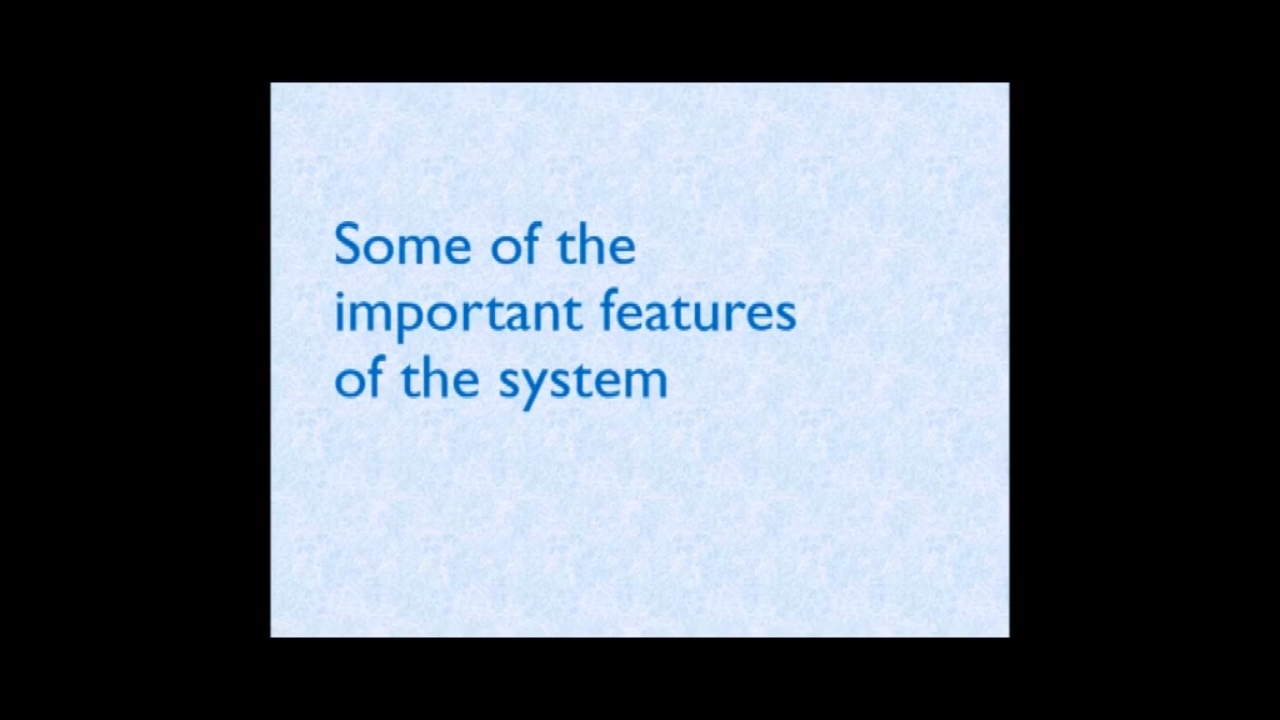 Some of the
important features
of the system